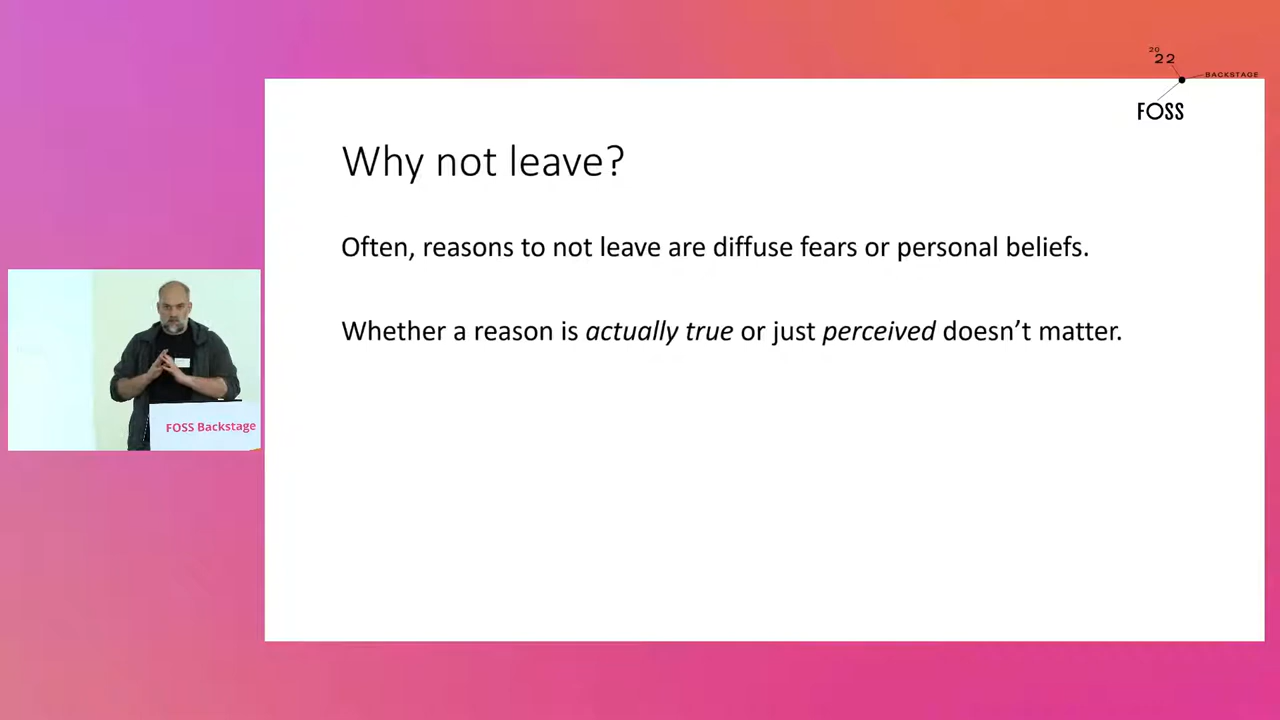 20
22
BACKSTAGE
FOSS
Why not leave?
Often, reasons to not leave are diffuse fears or personal beliefs.
Whether a reason is actually true or just perceived doesn’t matter.
FOSS Backstage